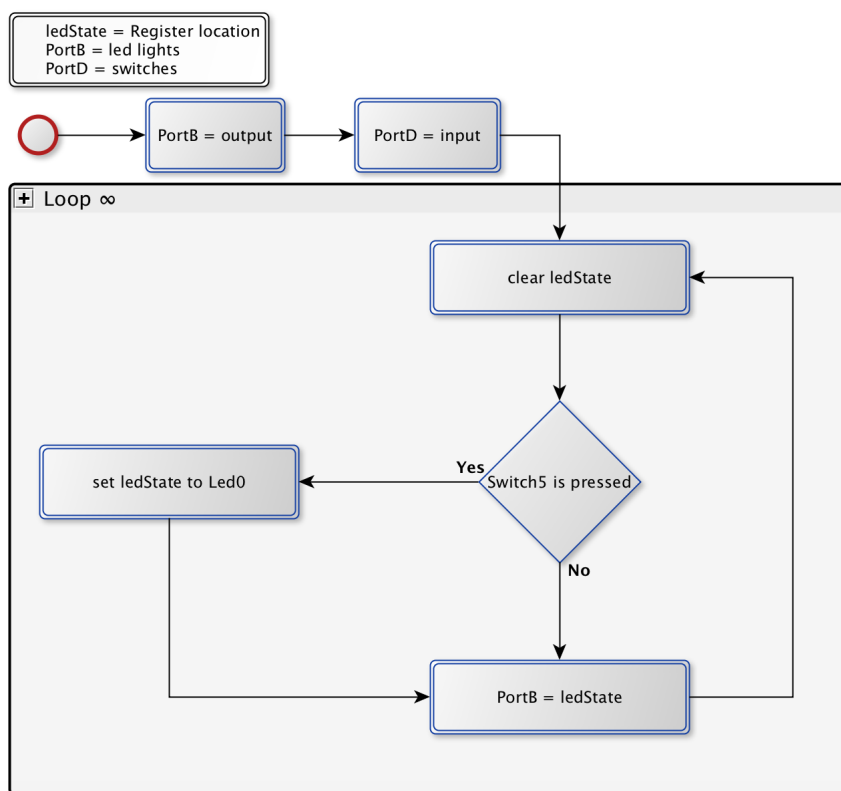 ledState = Register location
PortB = led lights
PortD = switches
PortB = output
PortD = input
Loop ∞
clear ledState
Switch5 is pressed
Yes
set ledState to Led0
No
PortB = ledState